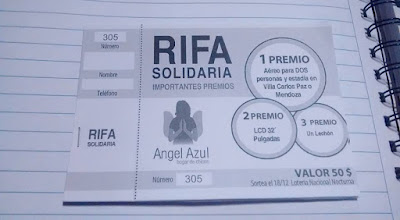 305
Número
Nombre
Teléfono
RIFA
SOLIDARIA
RIFA
SOLIDARIA
IMPORTANTES PREMIOS
1 PREMIO
Aéreo para DOS
personas y estadía en
Villa Carlos Paz o
Mendoza
2 PREMIO
LCD 32'
Pulgadas
3 PREMIO
Un Lechón
Angel Azul
Número
305
VALOR 50 $
Sortea el 18/12 Lotería Nacional Nocturna